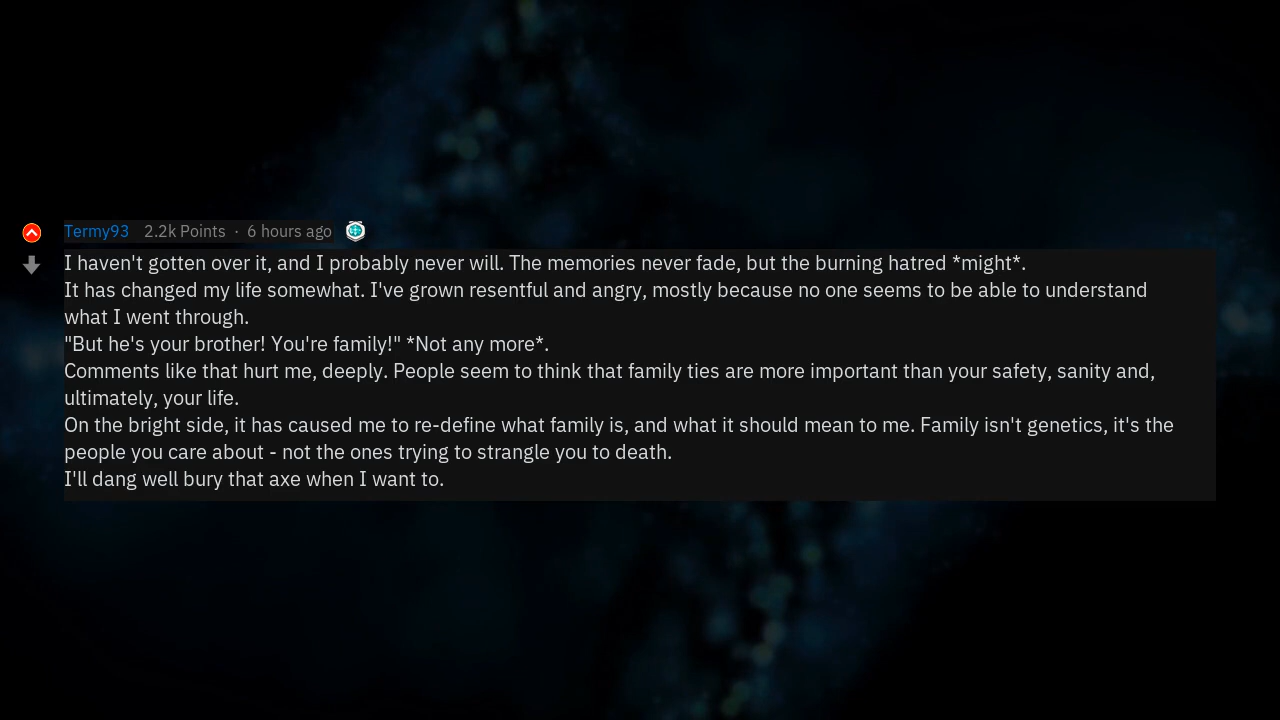 Termy93 2.2k Points · 6 hours ago
I haven't gotten over it, and I probably never will. The memories never fade, but the burning hatred *might*.
It has changed my life somewhat. I've grown resentful and angry, mostly because no one seems to be able to understand
what I went through.
"But he's your brother! You're family!" *Not any more*.
Comments like that hurt me, deeply. People seem to think that family ties are more important than your safety, sanity and,
ultimately, your life.
On the bright side, it has caused me to re-define what family is, and what it should mean to me. Family isn't genetics, it's the
people you care about - not the ones trying to strangle you to death.
I'll dang well bury that axe when I want to.